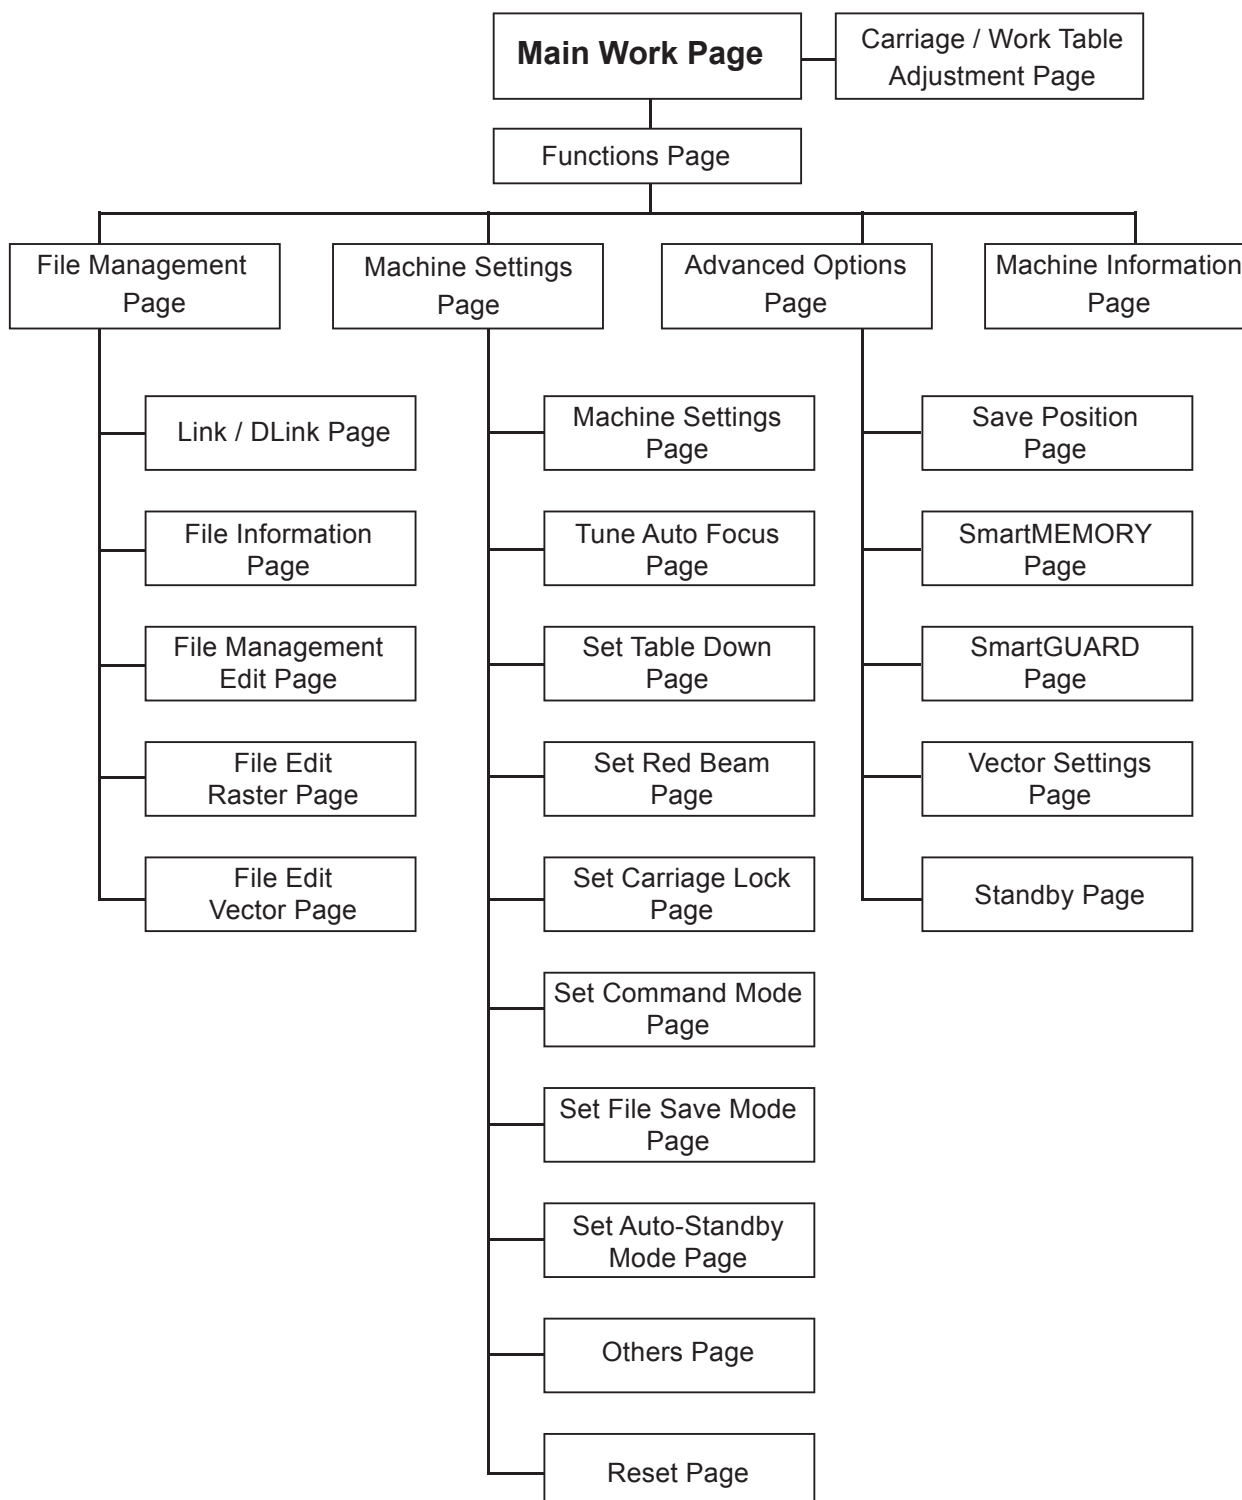 Main Work Page
Carriage / Work Table
Adjustment Page
Functions Page
File Management
Page
Machine Settings
Page
Advanced Options
Page
Machine Information
Page
Link / DLink Page
File Information
Page
File Management
Edit Page
File Edit
Raster Page
File Edit
Vector Page
Machine Settings
Page
Tune Auto Focus
Page
Set Table Down
Page
Set Red Beam
Page
Set Carriage Lock
Page
Set Command Mode
Page
Set File Save Mode
Page
Set Auto-Standby
Mode Page
Others Page
Reset Page
Save Position
Page
SmartMEMORY
Page
SmartGUARD
Page
Vector Settings
Page
Standby Page